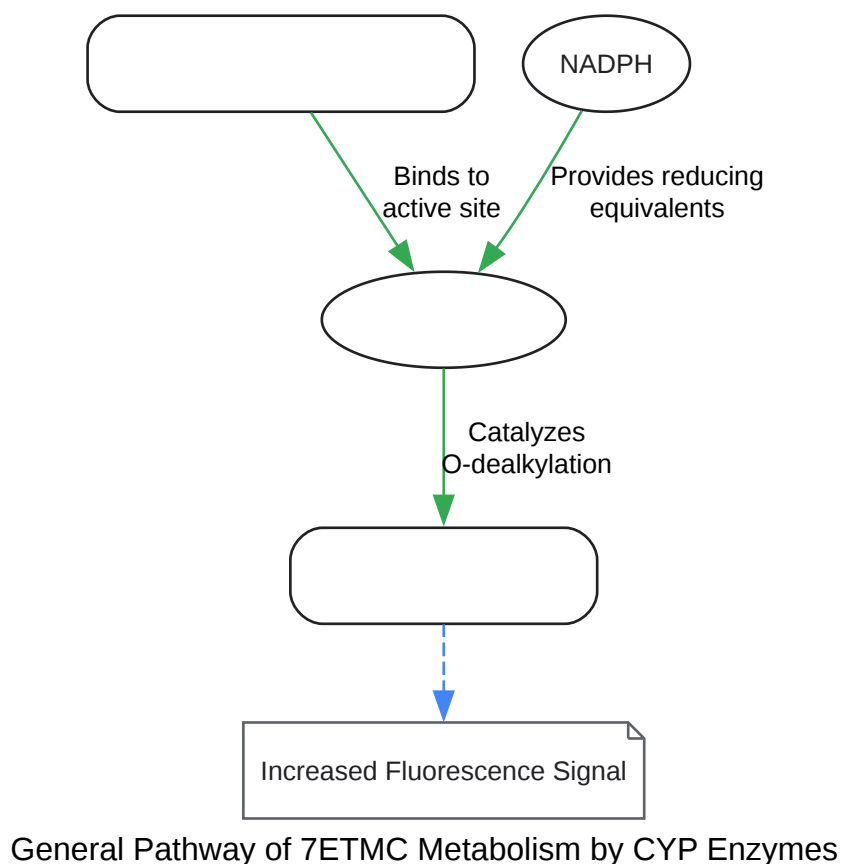 NADPH
Binds to
active site
Provides reducing
equivalents
Catalyzes
O-dealkylation
Increased Fluorescence Signal
General Pathway of 7ETMC Metabolism by CYP Enzymes